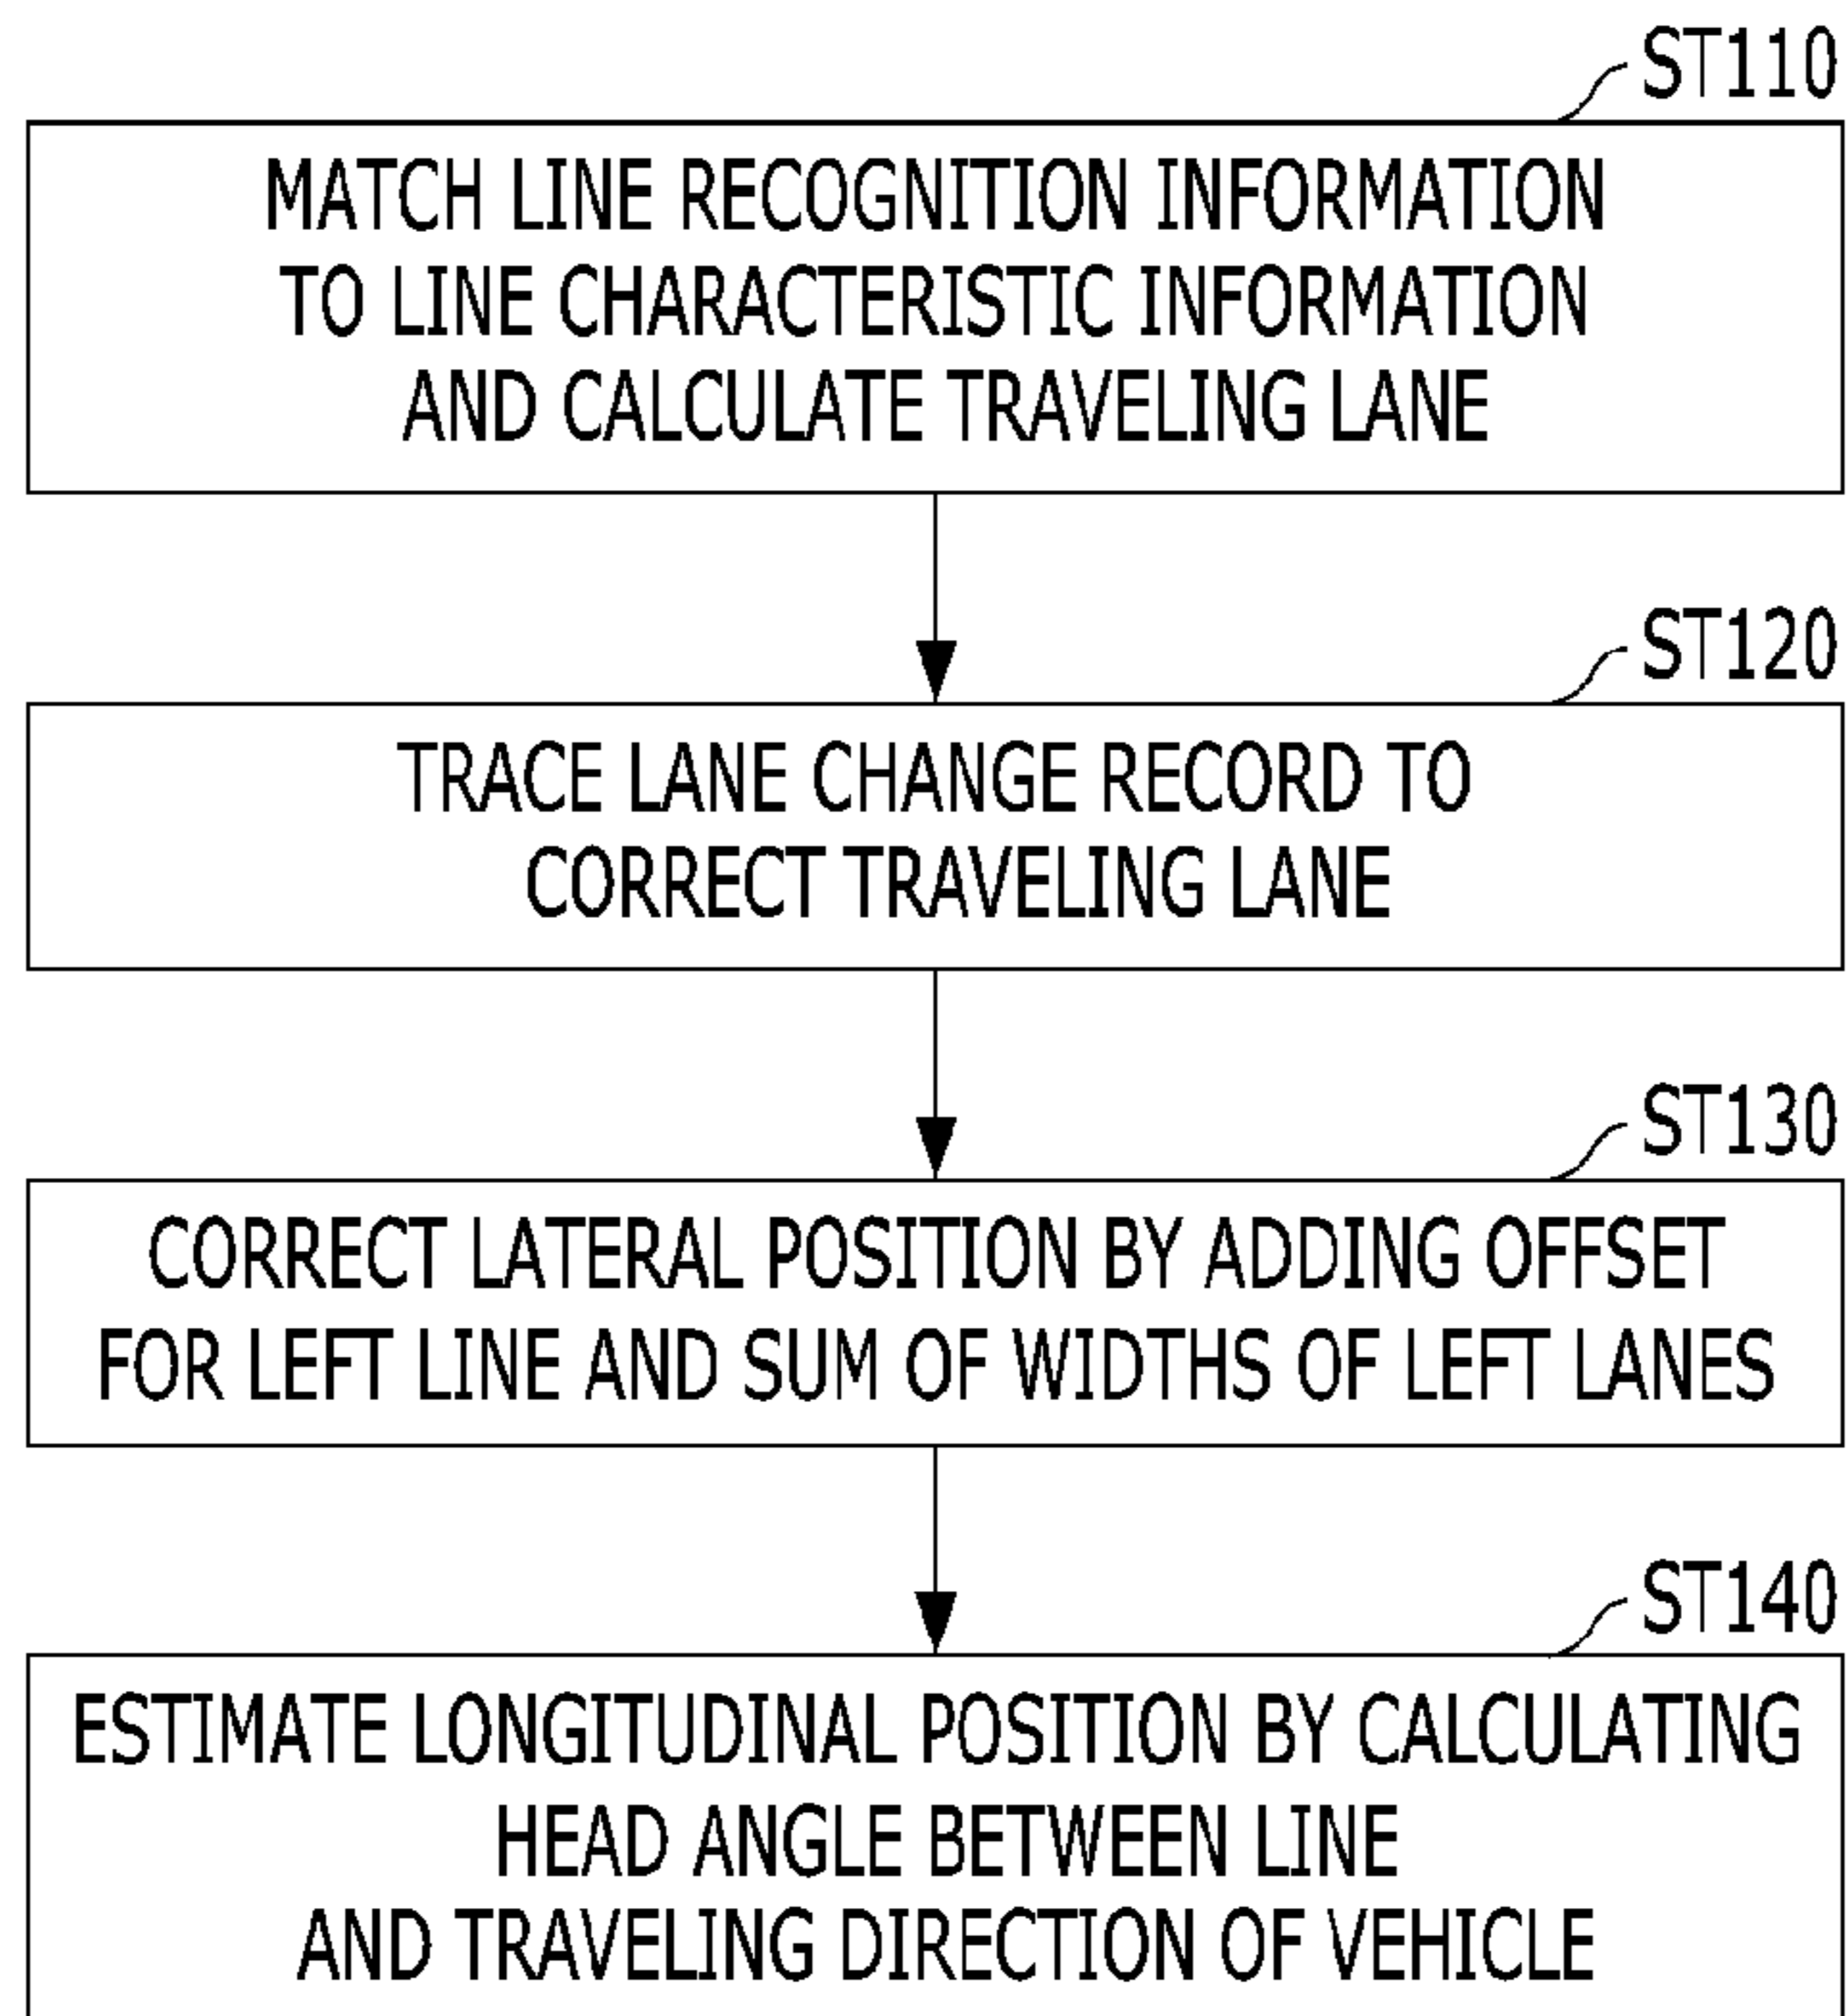 ST110
MATCH LINE RECOGNITION INFORMATION
TO LINE CHARACTERISTIC INFORMATION
AND CALCULATE TRAVELING LANE
ST120
TRACE LANE CHANGE RECORD TO
CORRECT TRAVELING LANE
ST130
CORRECT LATERAL POSITION BY ADDING OFFSET
FOR LEFT LINE AND SUM OF WIDTHS OF LEFT LANES
ST140
ESTIMATE LONGITUDINAL POSITION BY CALCULATING
HEAD ANGLE BETWEEN LINE
AND TRAVELING DIRECTION OF VEHICLE